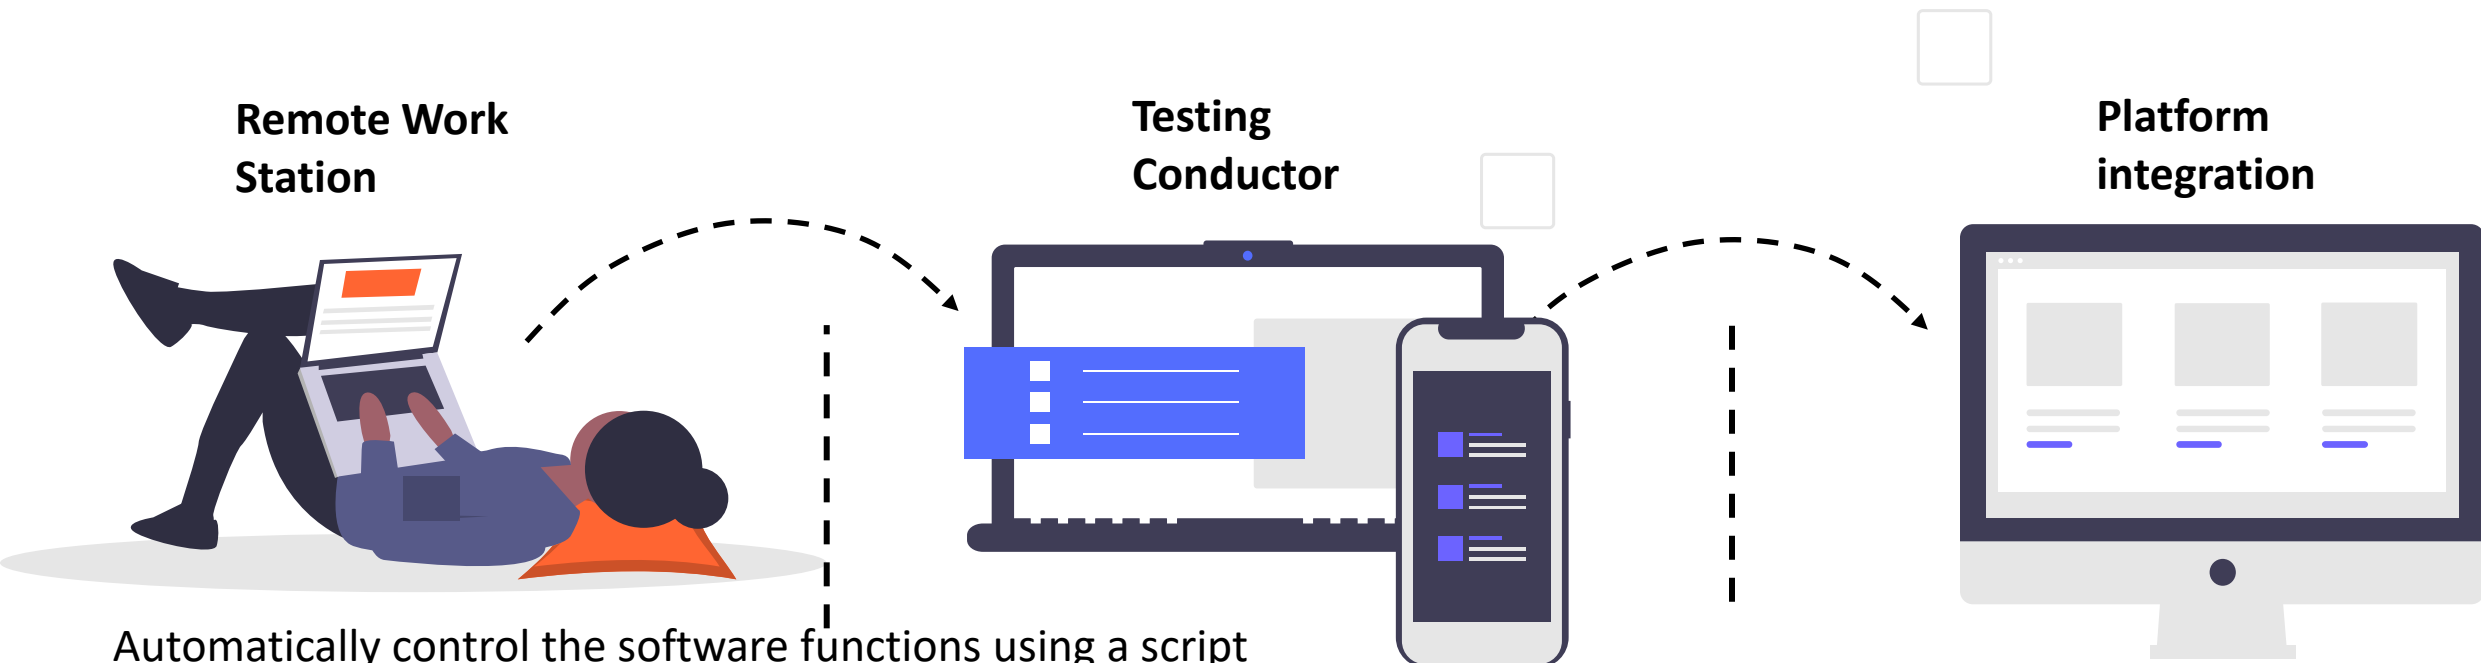 Remote Work
Station
Testing
Conductor
Platform
integration
Automatically control the software functions using a script